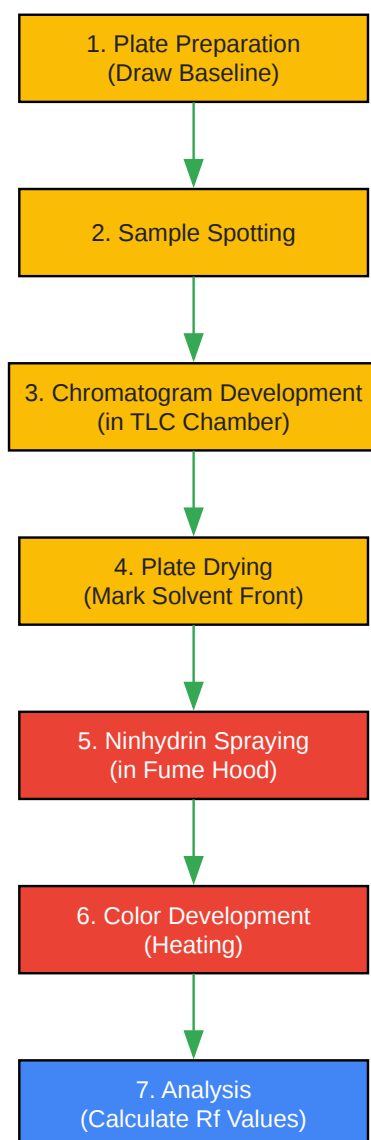 1. Plate Preparation
(Draw Baseline)
2. Sample Spotting
3. Chromatogram Development
(in TLC Chamber)
4. Plate Drying
(Mark Solvent Front)
5. Ninhydrin Spraying
(in Fume Hood)
6. Color Development
(Heating)
7. Analysis
(Calculate Rf Values)